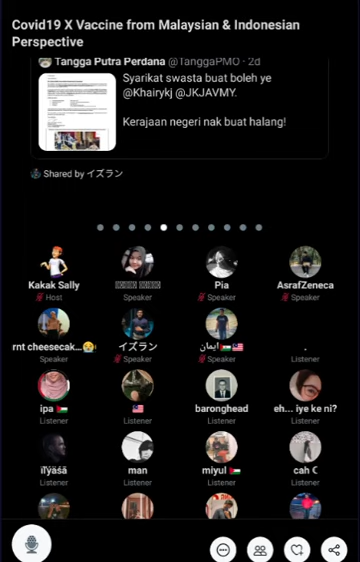 Covid19 X Vaccine from Malaysian & Indonesian
Perspective
Tangga Putra Perdana @TanggaPMO · 2d
Syarikat swasta buat boleh ye
@Khairykj @JKJAVMY.
Kerajaan negeri nak buat halang!
Shared by イズラン
Kakak Sally
Pia
AsrafZeneca
Host
Speaker
Speaker
Speaker
rnt cheesecak...😭
イズラン
ايمان🇵🇸🇲🇾
.
Speaker
Speaker
Speaker
Listener
ipa 🇵🇸
🇲🇾
baronghead
eh... iye ke ni?
Listener
Listener
Listener
Listener
man
miyul 🇵🇸
cah ☾
Listener
Listener
Listener
Listener